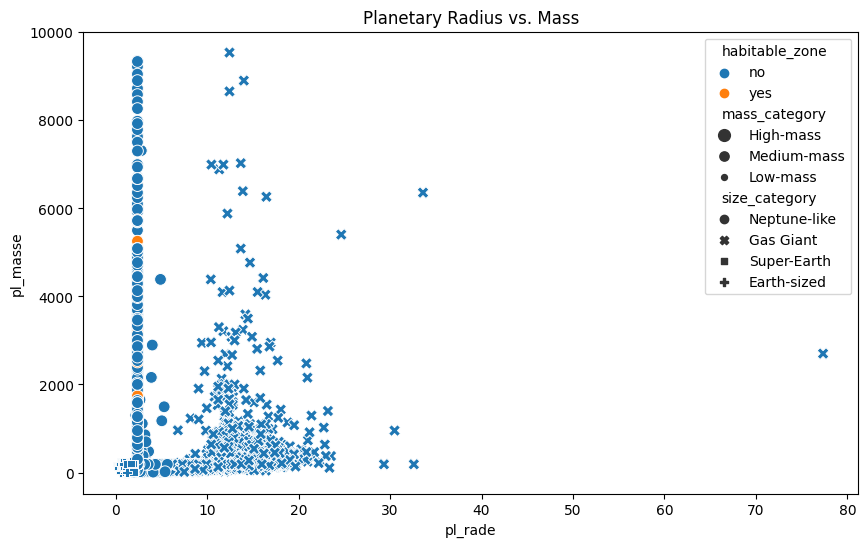 Planetary Radius vs. Mass
10000
8000
6000
4000
2000
0
pl_masse
0 10 20 30 40 50 60 70 80
pl_rade
habitable_zone
no
yes
mass_category
High-mass
Medium-mass
Low-mass
size_category
Neptune-like
Gas Giant
Super-Earth
Earth-sized